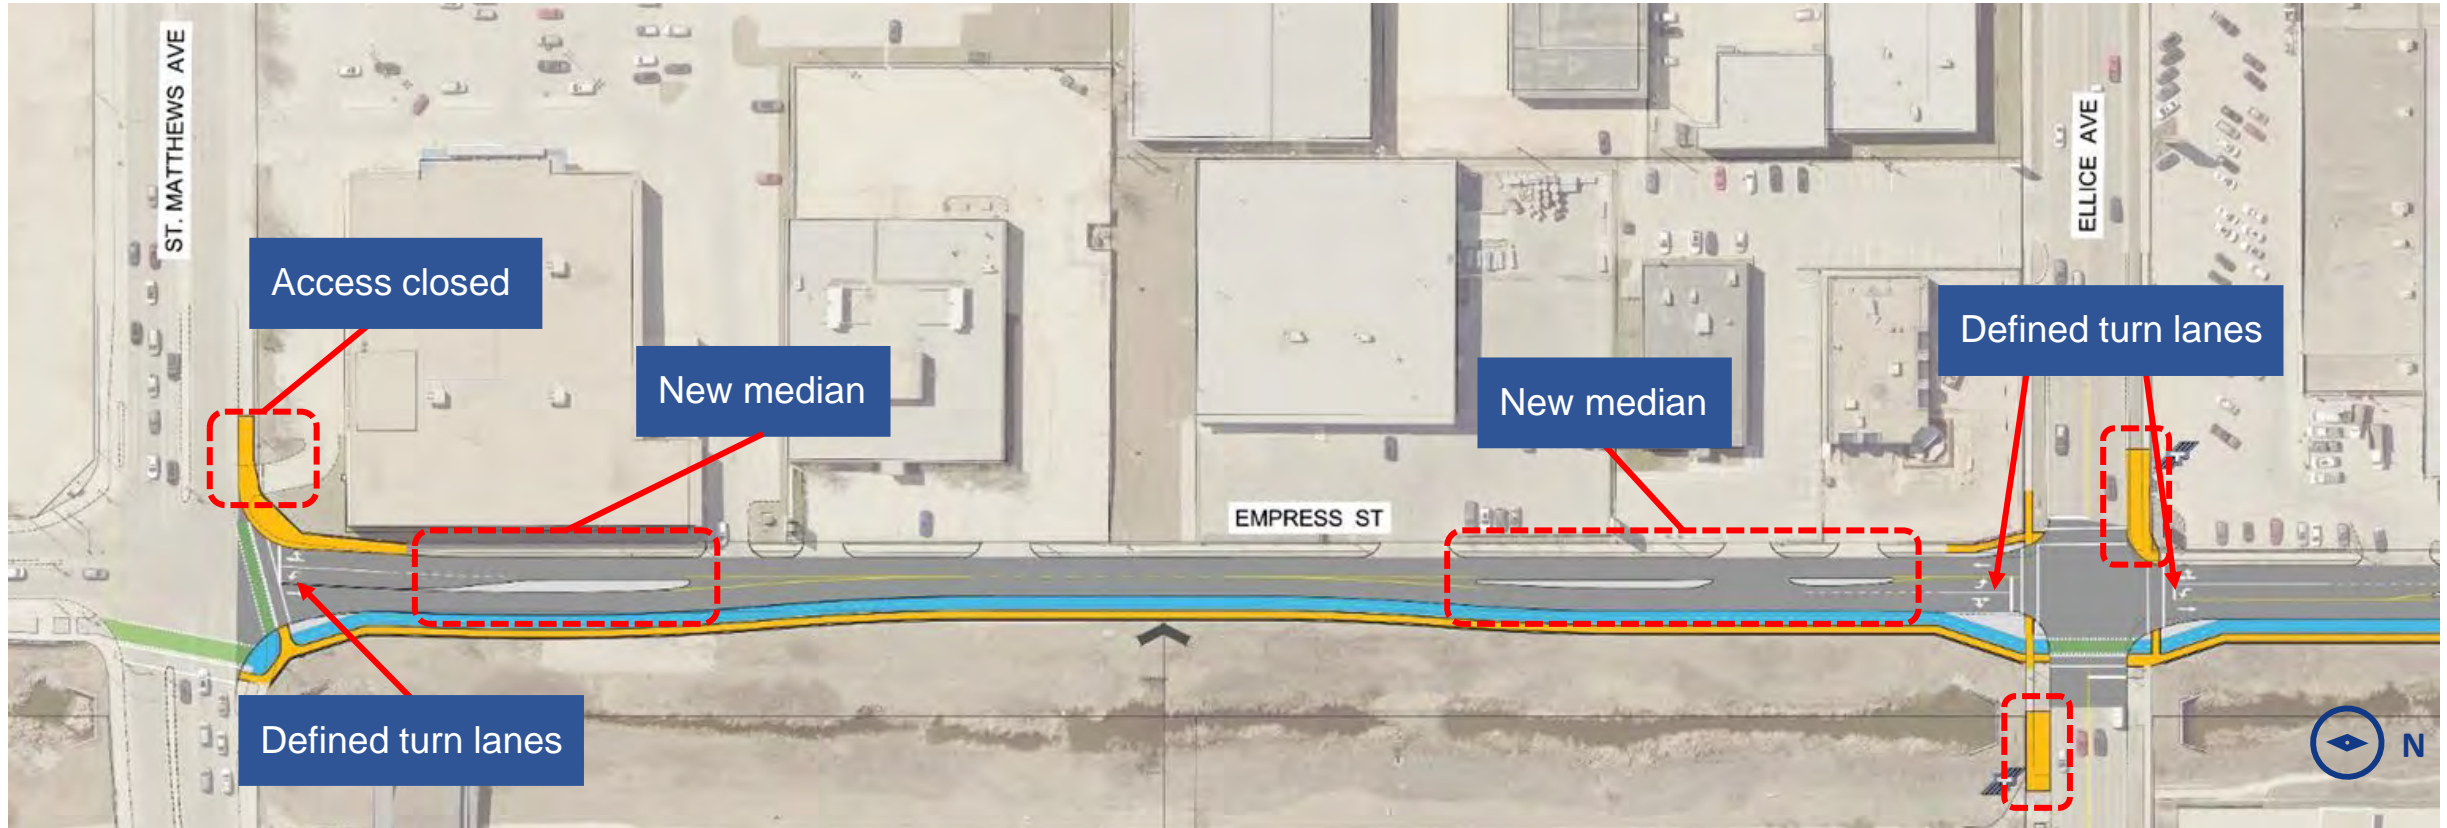 ST. MATTHEWS AVE
ELLICE AVE
Access closed
Defined turn lanes
New median
New median
EMPRESS ST
Defined turn lanes
N